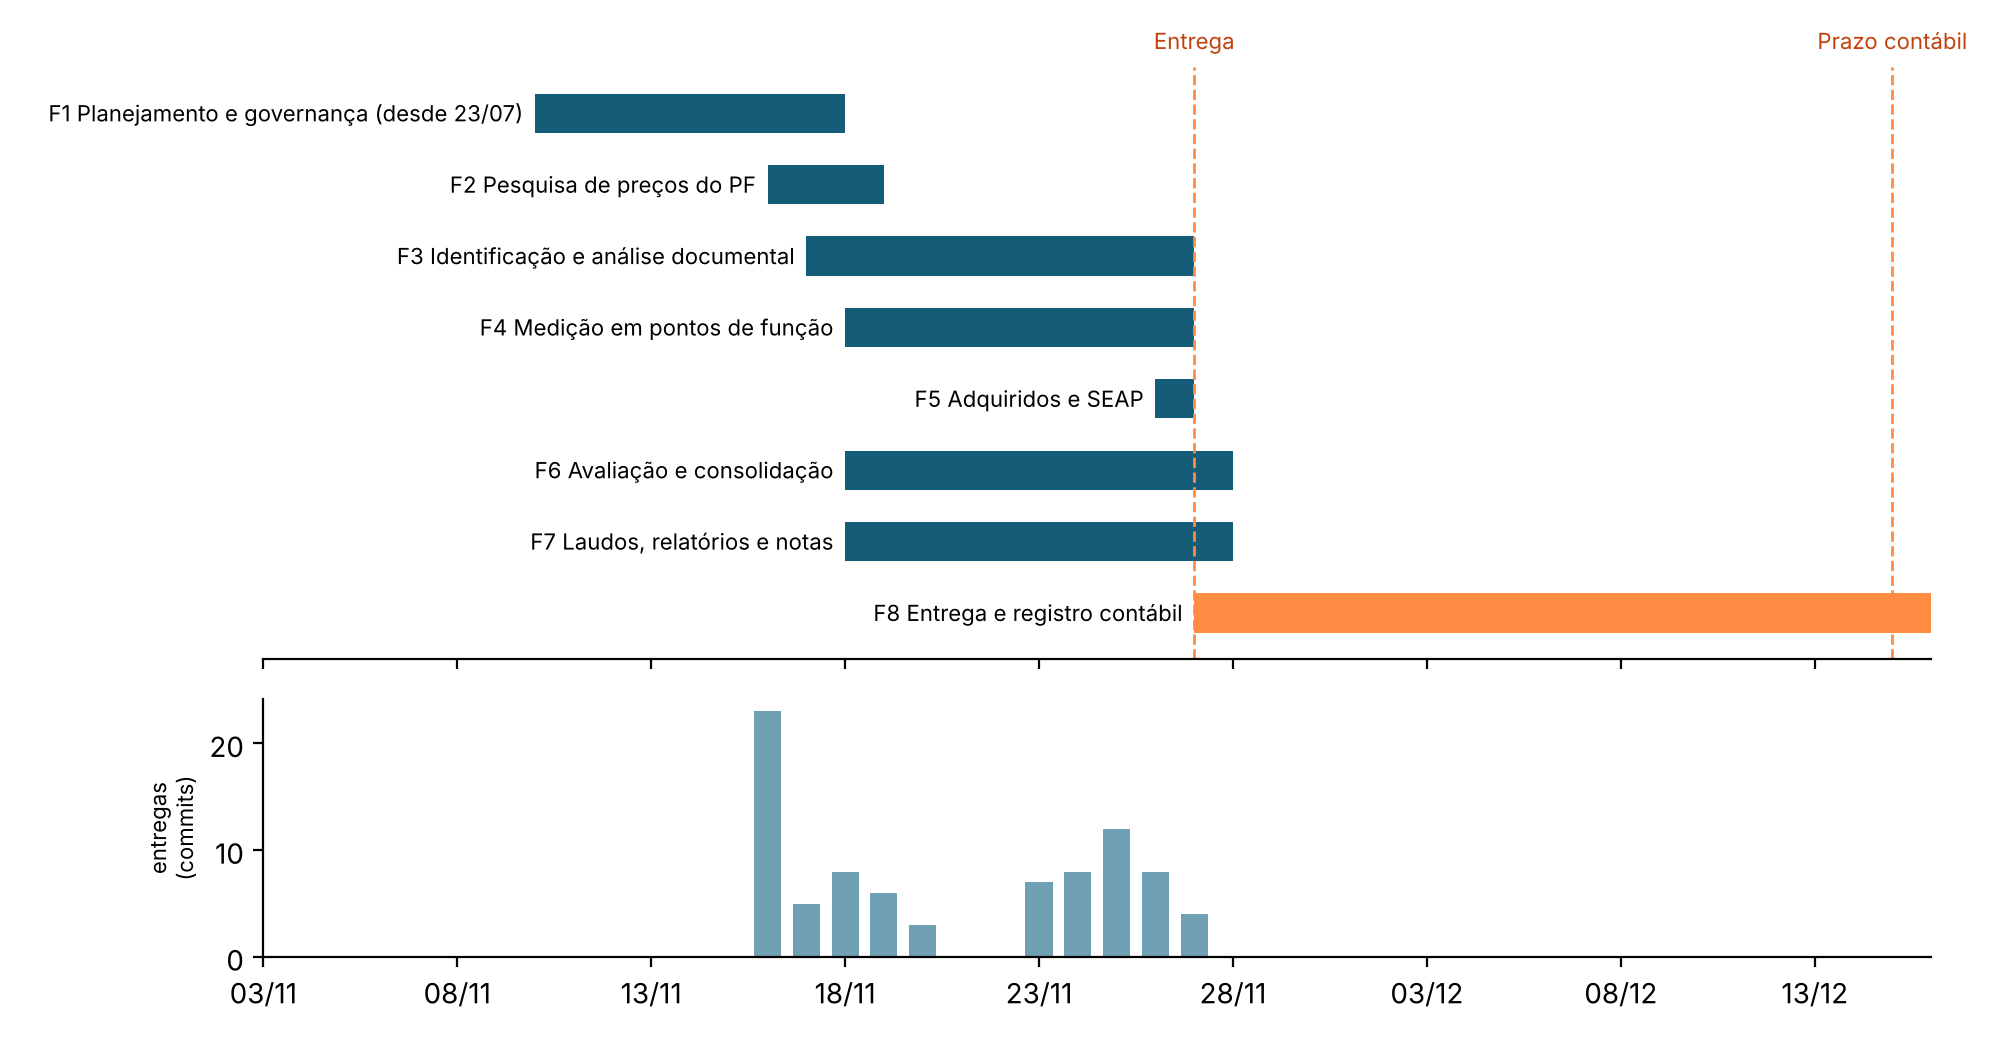 Entrega
Prazo contábil
F1 Planejamento e governança (desde 23/07)
F2 Pesquisa de preços do PF
F3 Identificação e análise documental
F4 Medição em pontos de função
F5 Adquiridos e SEAP
F6 Avaliação e consolidação
F7 Laudos, relatórios e notas
F8 Entrega e registro contábil
entregas
(commits)
20
10
0
03/11
08/11
13/11
18/11
23/11
28/11
03/12
08/12
13/12